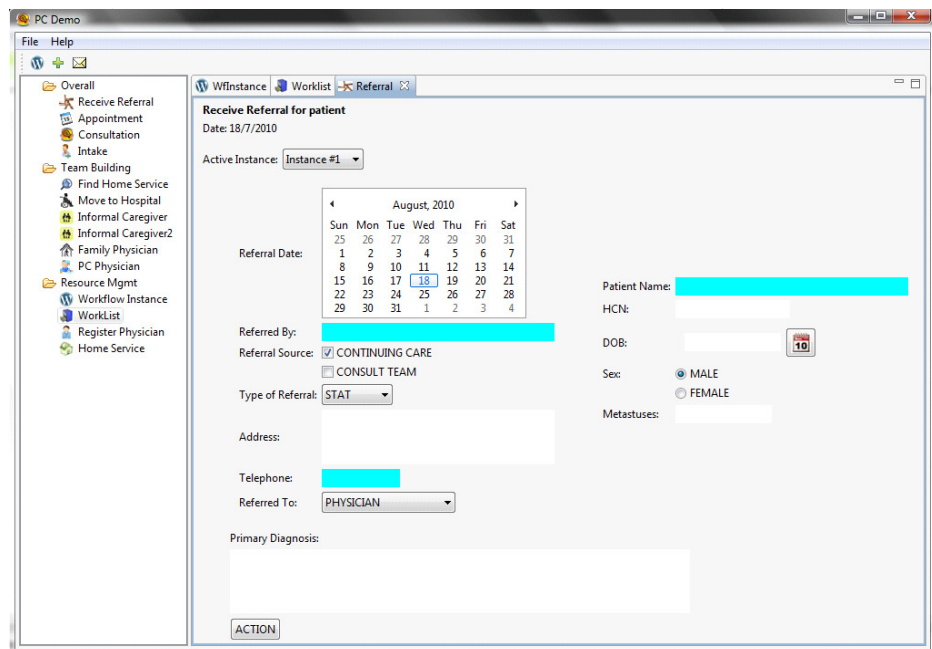 PC Demo
File Help
Overall
Receive Referral
Appointment
Consultation
Intake
Team Building
Find Home Service
Move to Hospital
Informal Caregiver
Informal Caregiver2
Family Physician
PC Physician
Resource Mgmt
Workflow Instance
WorkList
Register Physician
Home Service
WfInstance Worklist Referral
Receive Referral for patient
Date: 18/7/2010
Active Instance: Instance #1
Referral Date:
August, 2010
Sun Mon Tue Wed Thu Fri Sat
25 26 27 28 29 30 31
1 2 3 4 5 6 7
8 9 10 11 12 13 14
15 16 17 18 19 20 21
22 23 24 25 26 27 28
29 30 31 1 2 3 4
Referred By:
Referral Source: CONTINUING CARE
CONSULT TEAM
Type of Referral: STAT
Address:
Telephone:
Referred To: PHYSICIAN
Primary Diagnosis:
ACTION
Patient Name:
HCN:
DOB: 10
Sex: MALE
FEMALE
Metastuses: